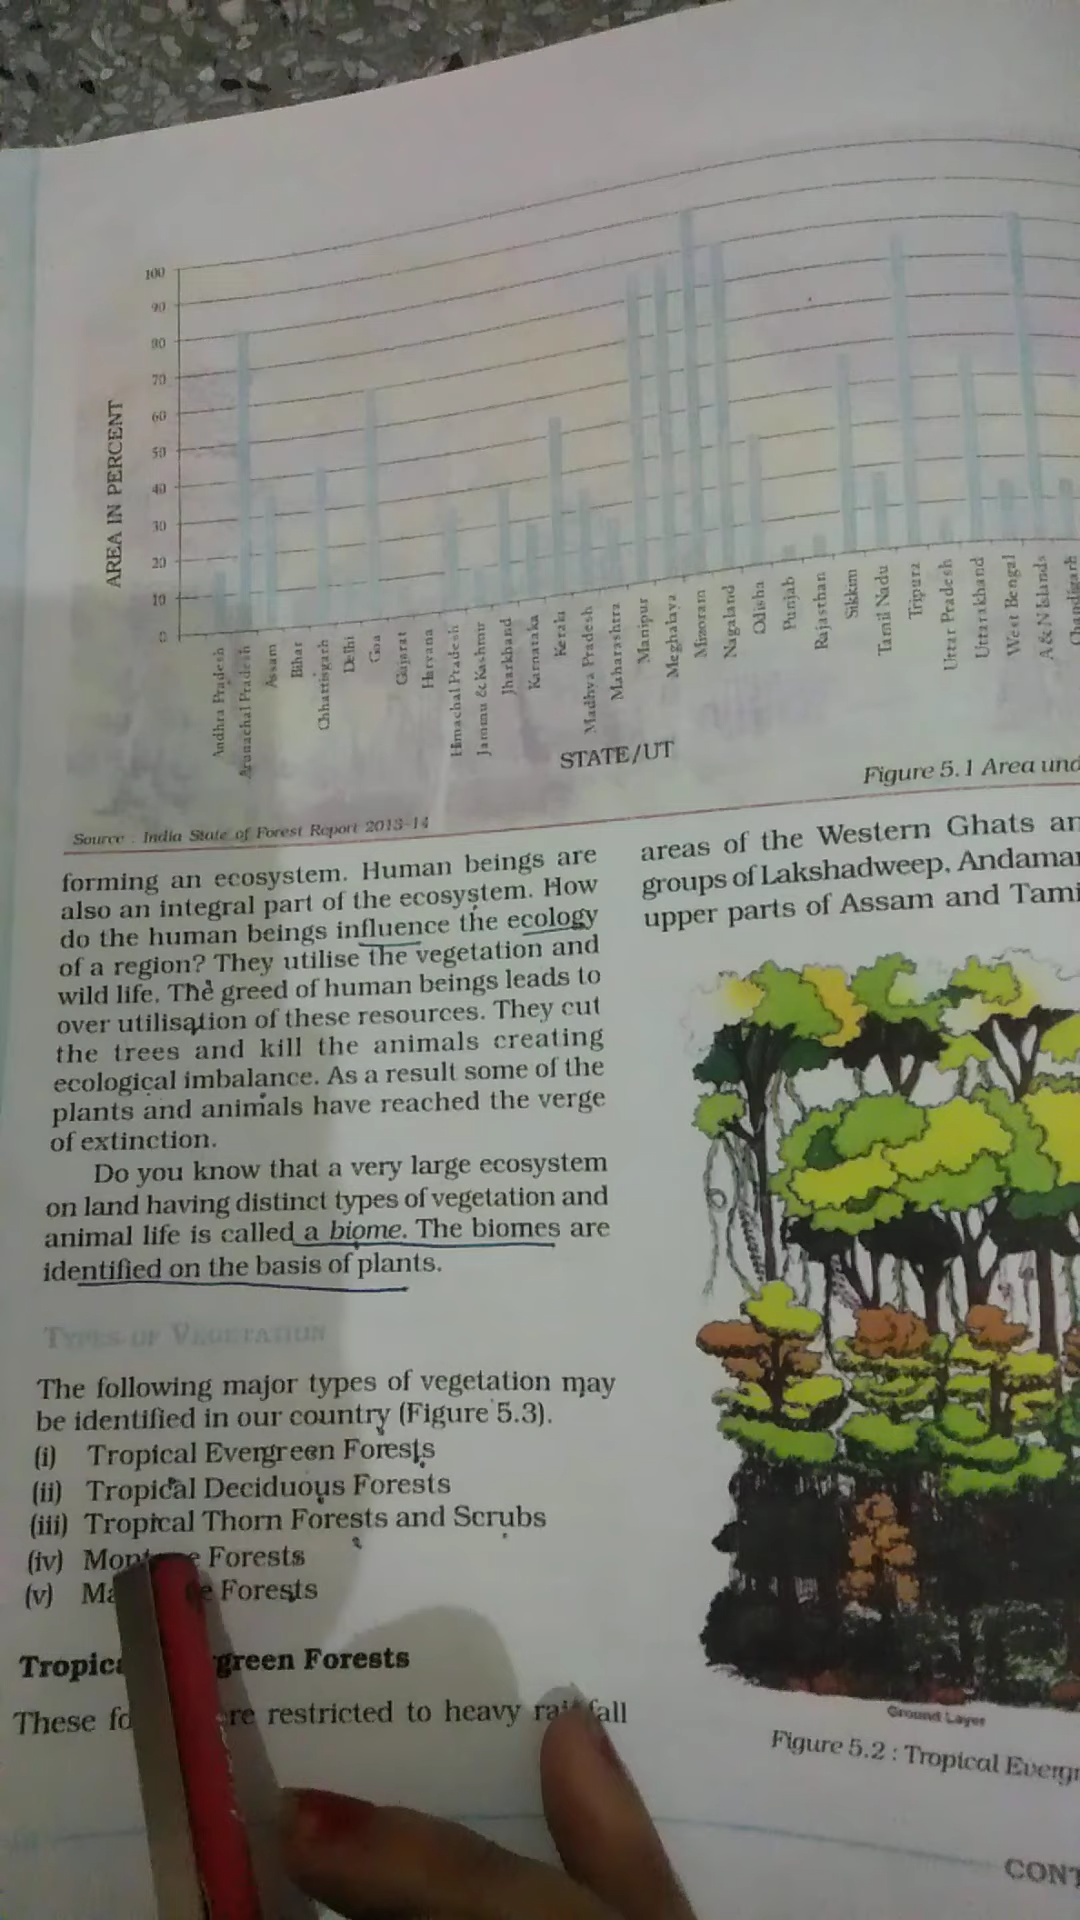 100
90
80
70
60
50
40
30
20
10
0
AREA IN PERCENT
Andhra Pradesh
Arunachal Pradesh
Assam
Bihar
Chhattisgarh
Delhi
Goa
Gujarat
Haryana
Himachal Pradesh
Jammu & Kashmir
Jharkhand
Karnataka
Kerala
Madhya Pradesh
Maharashtra
Manipur
Meghalaya
Mizoram
Nagaland
Odisha
Punjab
Rajasthan
Sikkim
Tamil Nadu
Tripura
Uttar Pradesh
Uttarakhand
West Bengal
A & N Islands
Chandigarh
STATE/UT
Figure 5.1 Area und
Source : India State of Forest Report 2013-14
forming an ecosystem. Human beings are
also an integral part of the ecosystem. How
do the human beings influence the ecology
of a region? They utilise the vegetation and
wild life. The greed of human beings leads to
over utilisation of these resources. They cut
the trees and kill the animals creating
ecological imbalance. As a result some of the
plants and animals have reached the verge
of extinction.
Do you know that a very large ecosystem
on land having distinct types of vegetation and
animal life is called a biome. The biomes are
identified on the basis of plants.
TYPES OF VEGETATION
The following major types of vegetation may
be identified in our country (Figure 5.3).
(i) Tropical Evergreen Forests
(ii) Tropical Deciduous Forests
(iii) Tropical Thorn Forests and Scrubs
(iv) Forests
(v) Forests
green Forests
These restricted to heavy rainfall
areas of the Western Ghats an
groups of Lakshadweep, Andaman
upper parts of Assam and Tami
Ground Layer
Figure 5.2 : Tropical Evergr
CONT